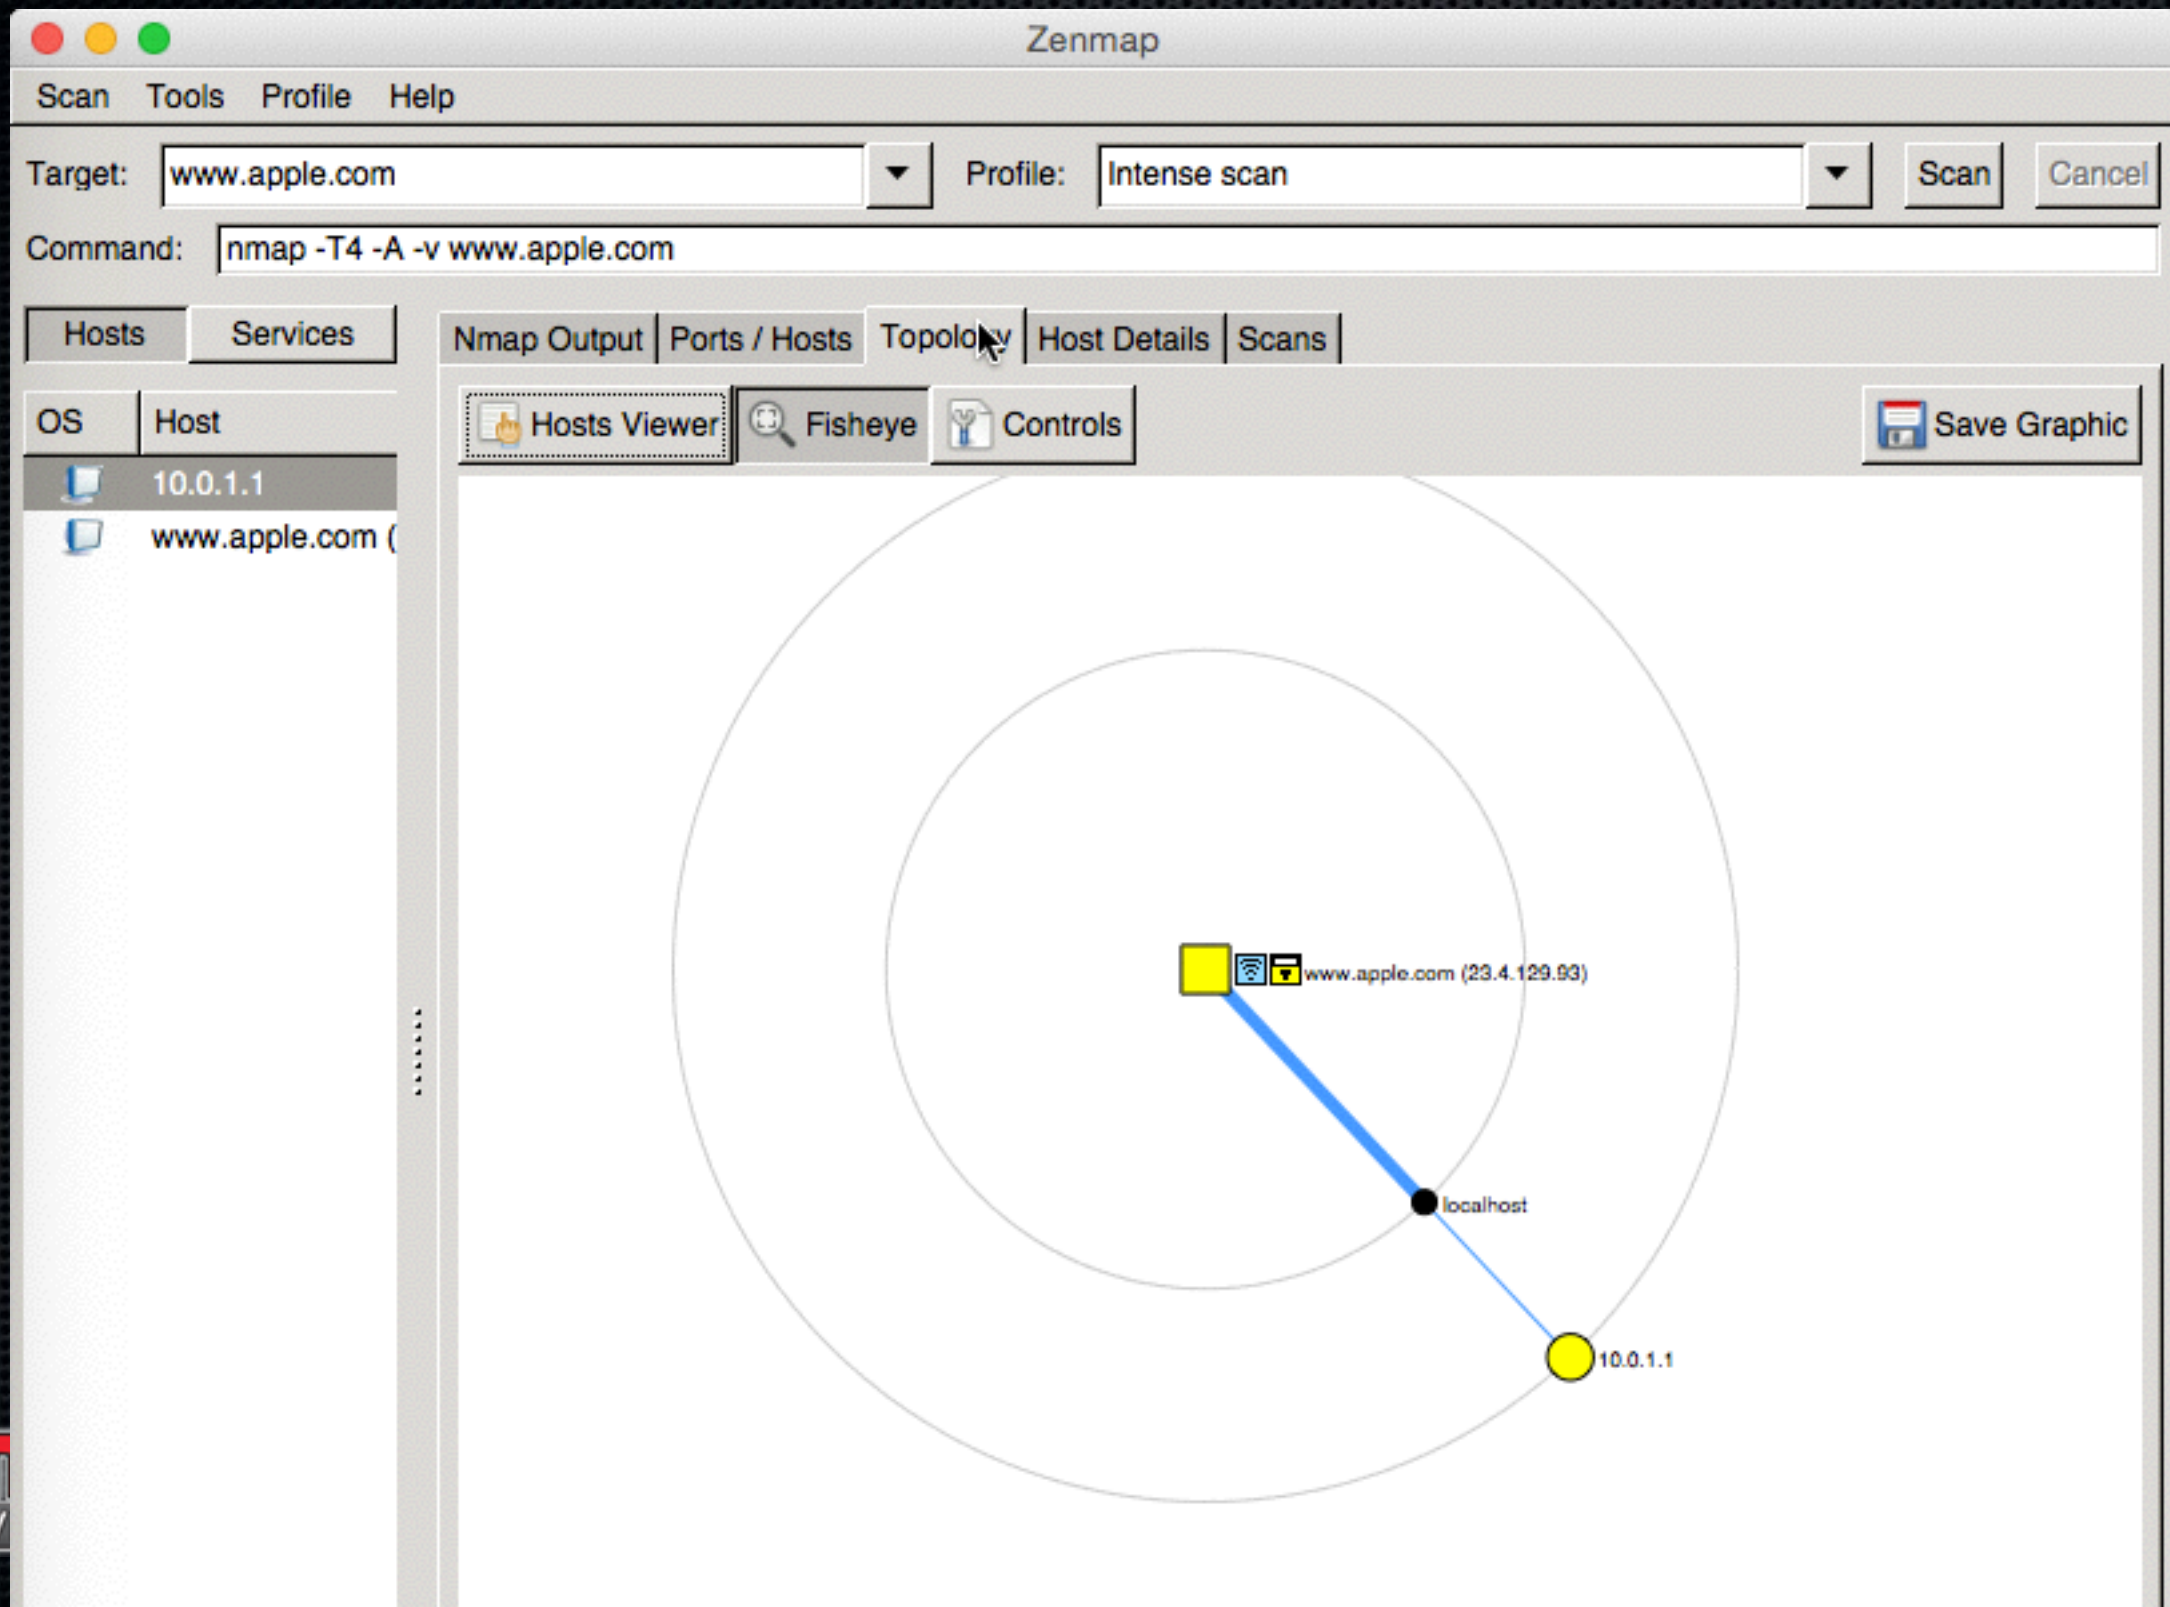 Zenmap
Scan Tools Profile Help
Target: www.apple.com Profile: Intense scan Scan Cancel
Command: nmap -T4 -A -v www.apple.com
Hosts Services
Nmap Output Ports / Hosts Topology Host Details Scans
OS Host
Hosts Viewer Fisheye Controls Save Graphic
10.0.1.1
www.apple.com (
www.apple.com (23.4.129.93)
localhost
10.0.1.1